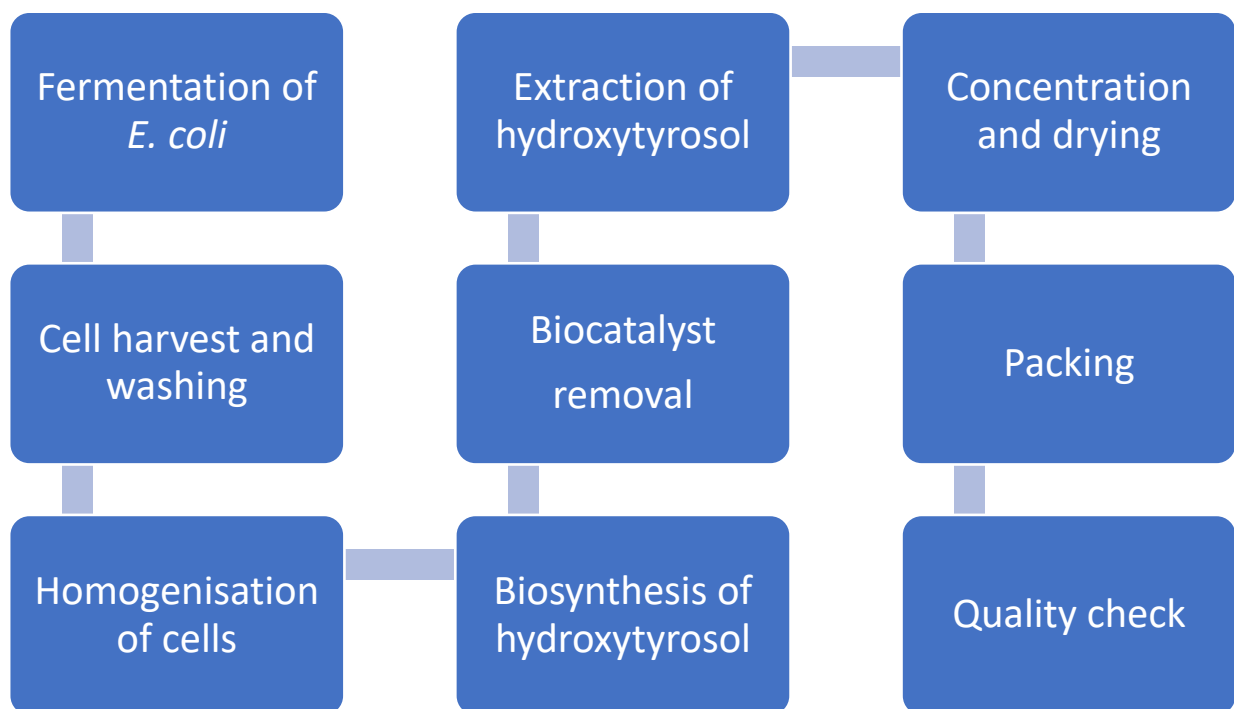 Fermentation of
E. coli
Cell harvest and
washing
Homogenisation
of cells
Biosynthesis of
hydroxytyrosol
Biocatalyst
removal
Extraction of
hydroxytyrosol
Concentration
and drying
Packing
Quality check